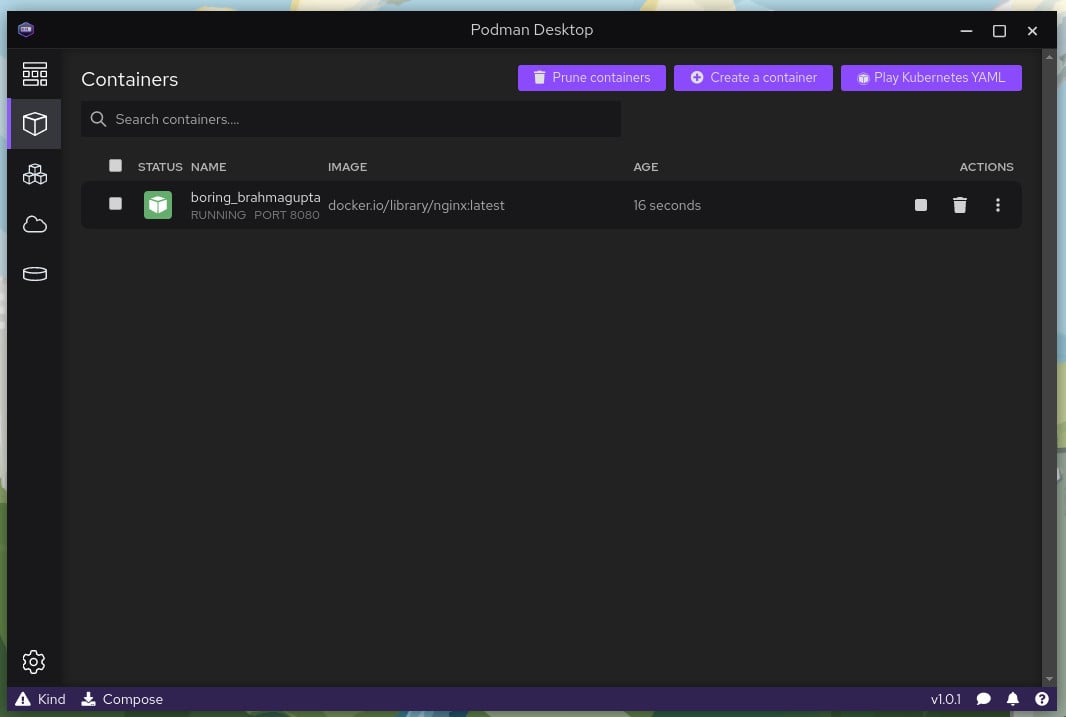 Podman Desktop
Containers
Prune containers
Create a container
Play Kubernetes YAML
Search containers....
STATUS NAME IMAGE AGE ACTIONS
boring_brahmagupta
RUNNING PORT 8080
docker.io/library/nginx:latest
16 seconds
Kind Compose v1.0.1